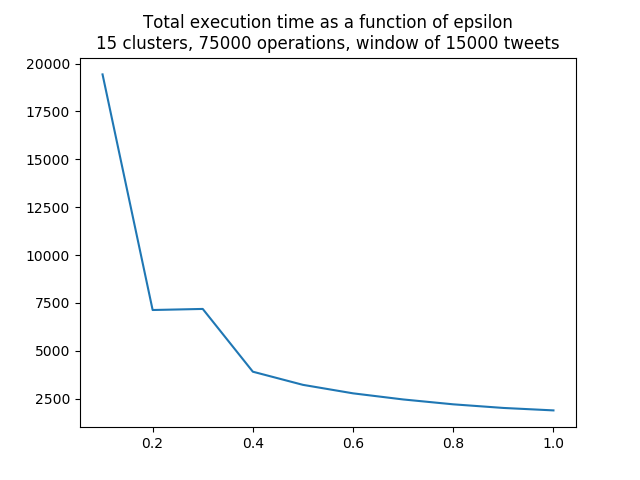 Total execution time as a function of epsilon
15 clusters, 75000 operations, window of 15000 tweets
20000
17500
15000
12500
10000
7500
5000
2500
0.2 0.4 0.6 0.8 1.0